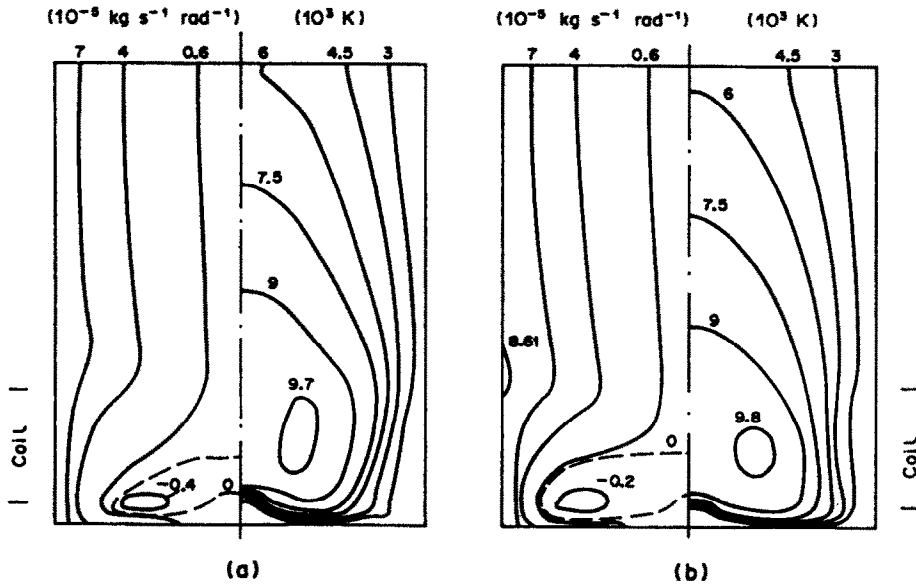 (10⁻⁵ kg s⁻¹ rad⁻¹) (10³ K)
7 4 0.6 6 4.5 3
7.5
9
9.7
-0.4 0
Coil
(a)
(10⁻⁵ kg s⁻¹ rad⁻¹) (10³ K)
7 4 0.6 4.5 3
6
7.5
9
8.61
9.8
0
-0.2
Coil
(b)